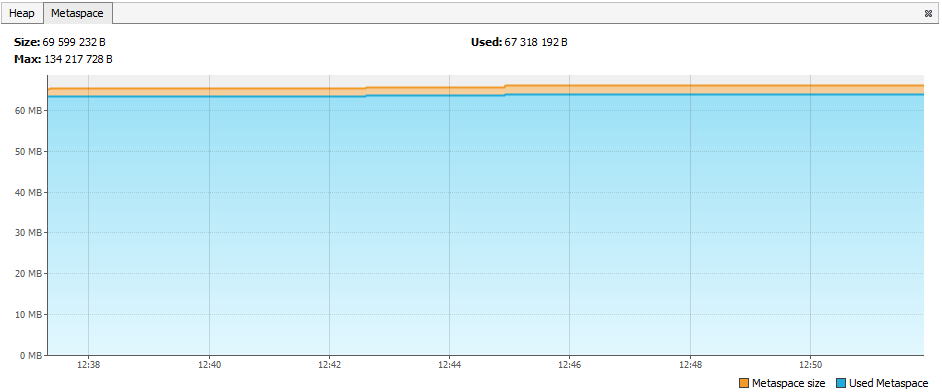 Heap Metaspace
Size: 69 599 232 B Used: 67 318 192 B
Max: 134 217 728 B
60 MB
50 MB
40 MB
30 MB
20 MB
10 MB
0 MB
12:38 12:40 12:42 12:44 12:46 12:48 12:50
Metaspace size Used Metaspace